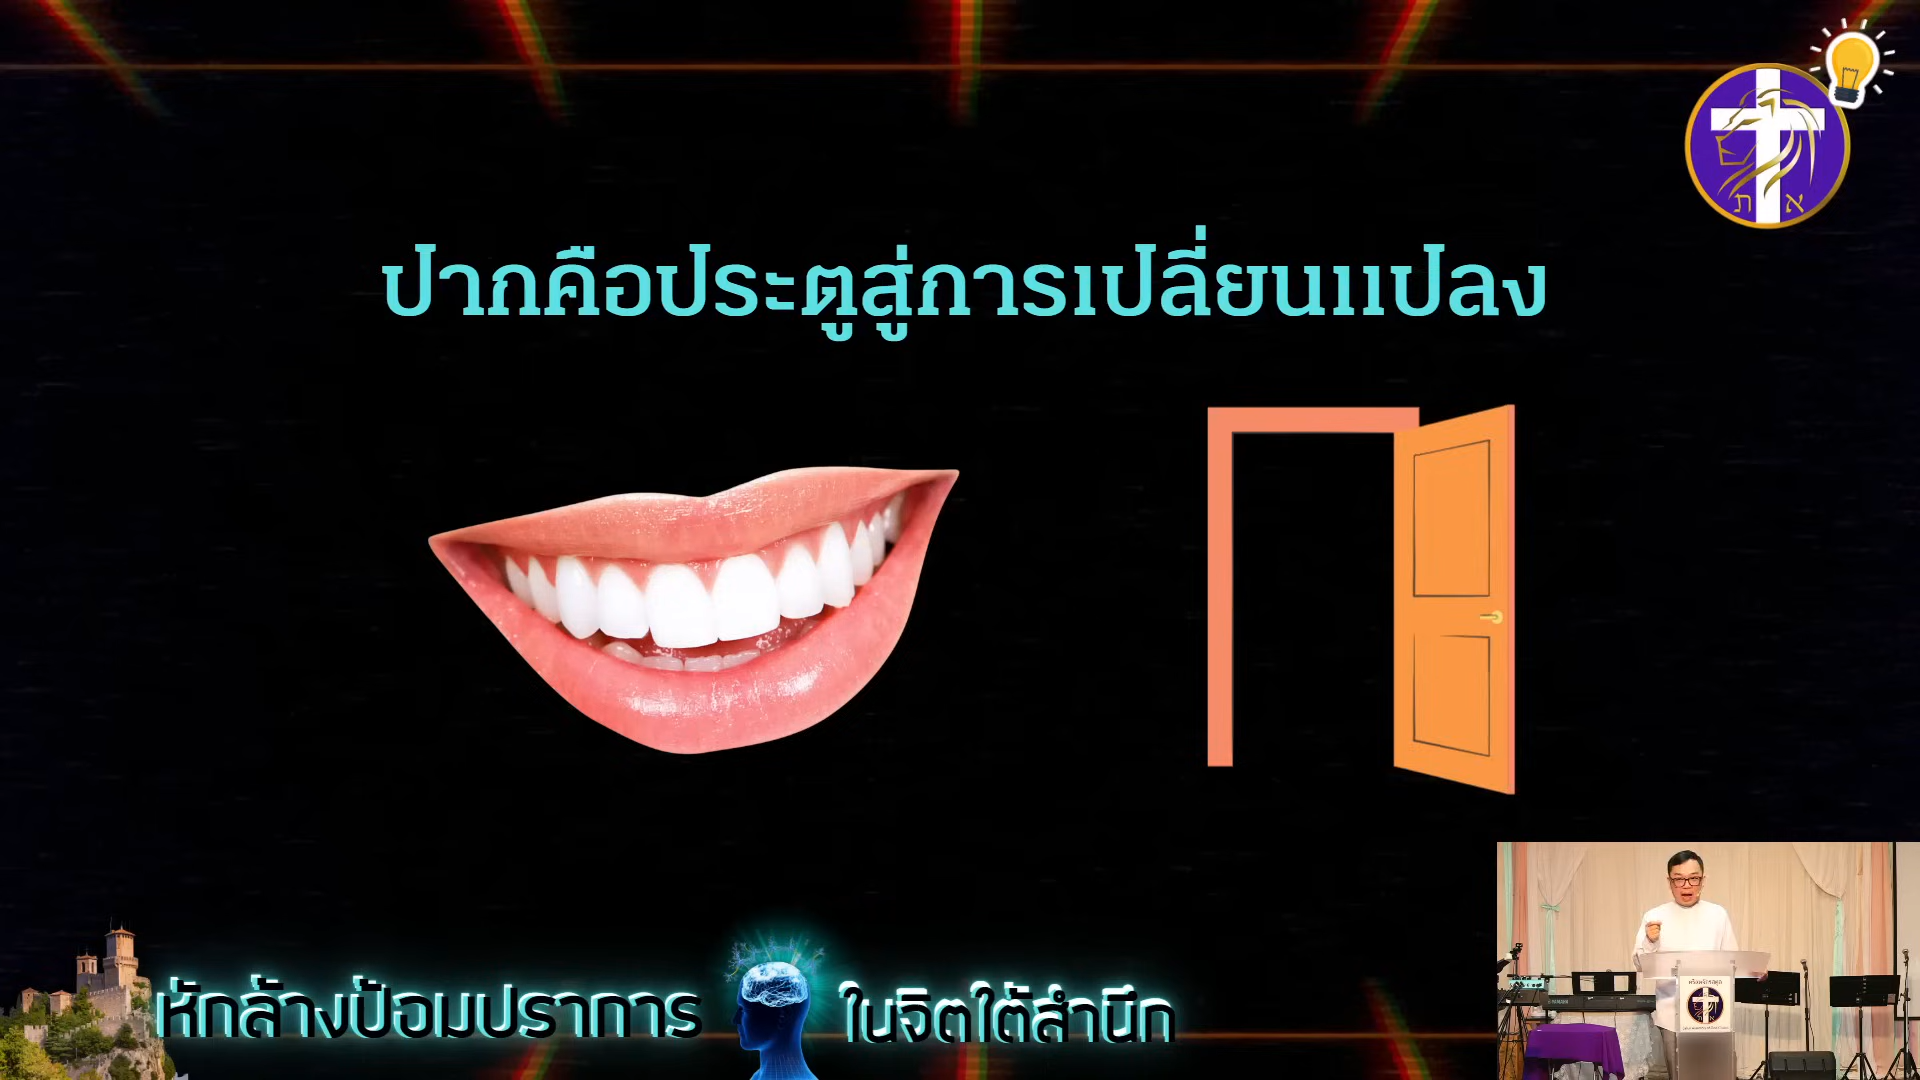 ปากคือประตูสู่การเปลี่ยนแปลง
ת א
หักล้างป้อมปราการ ในจิตใต้สำนึก